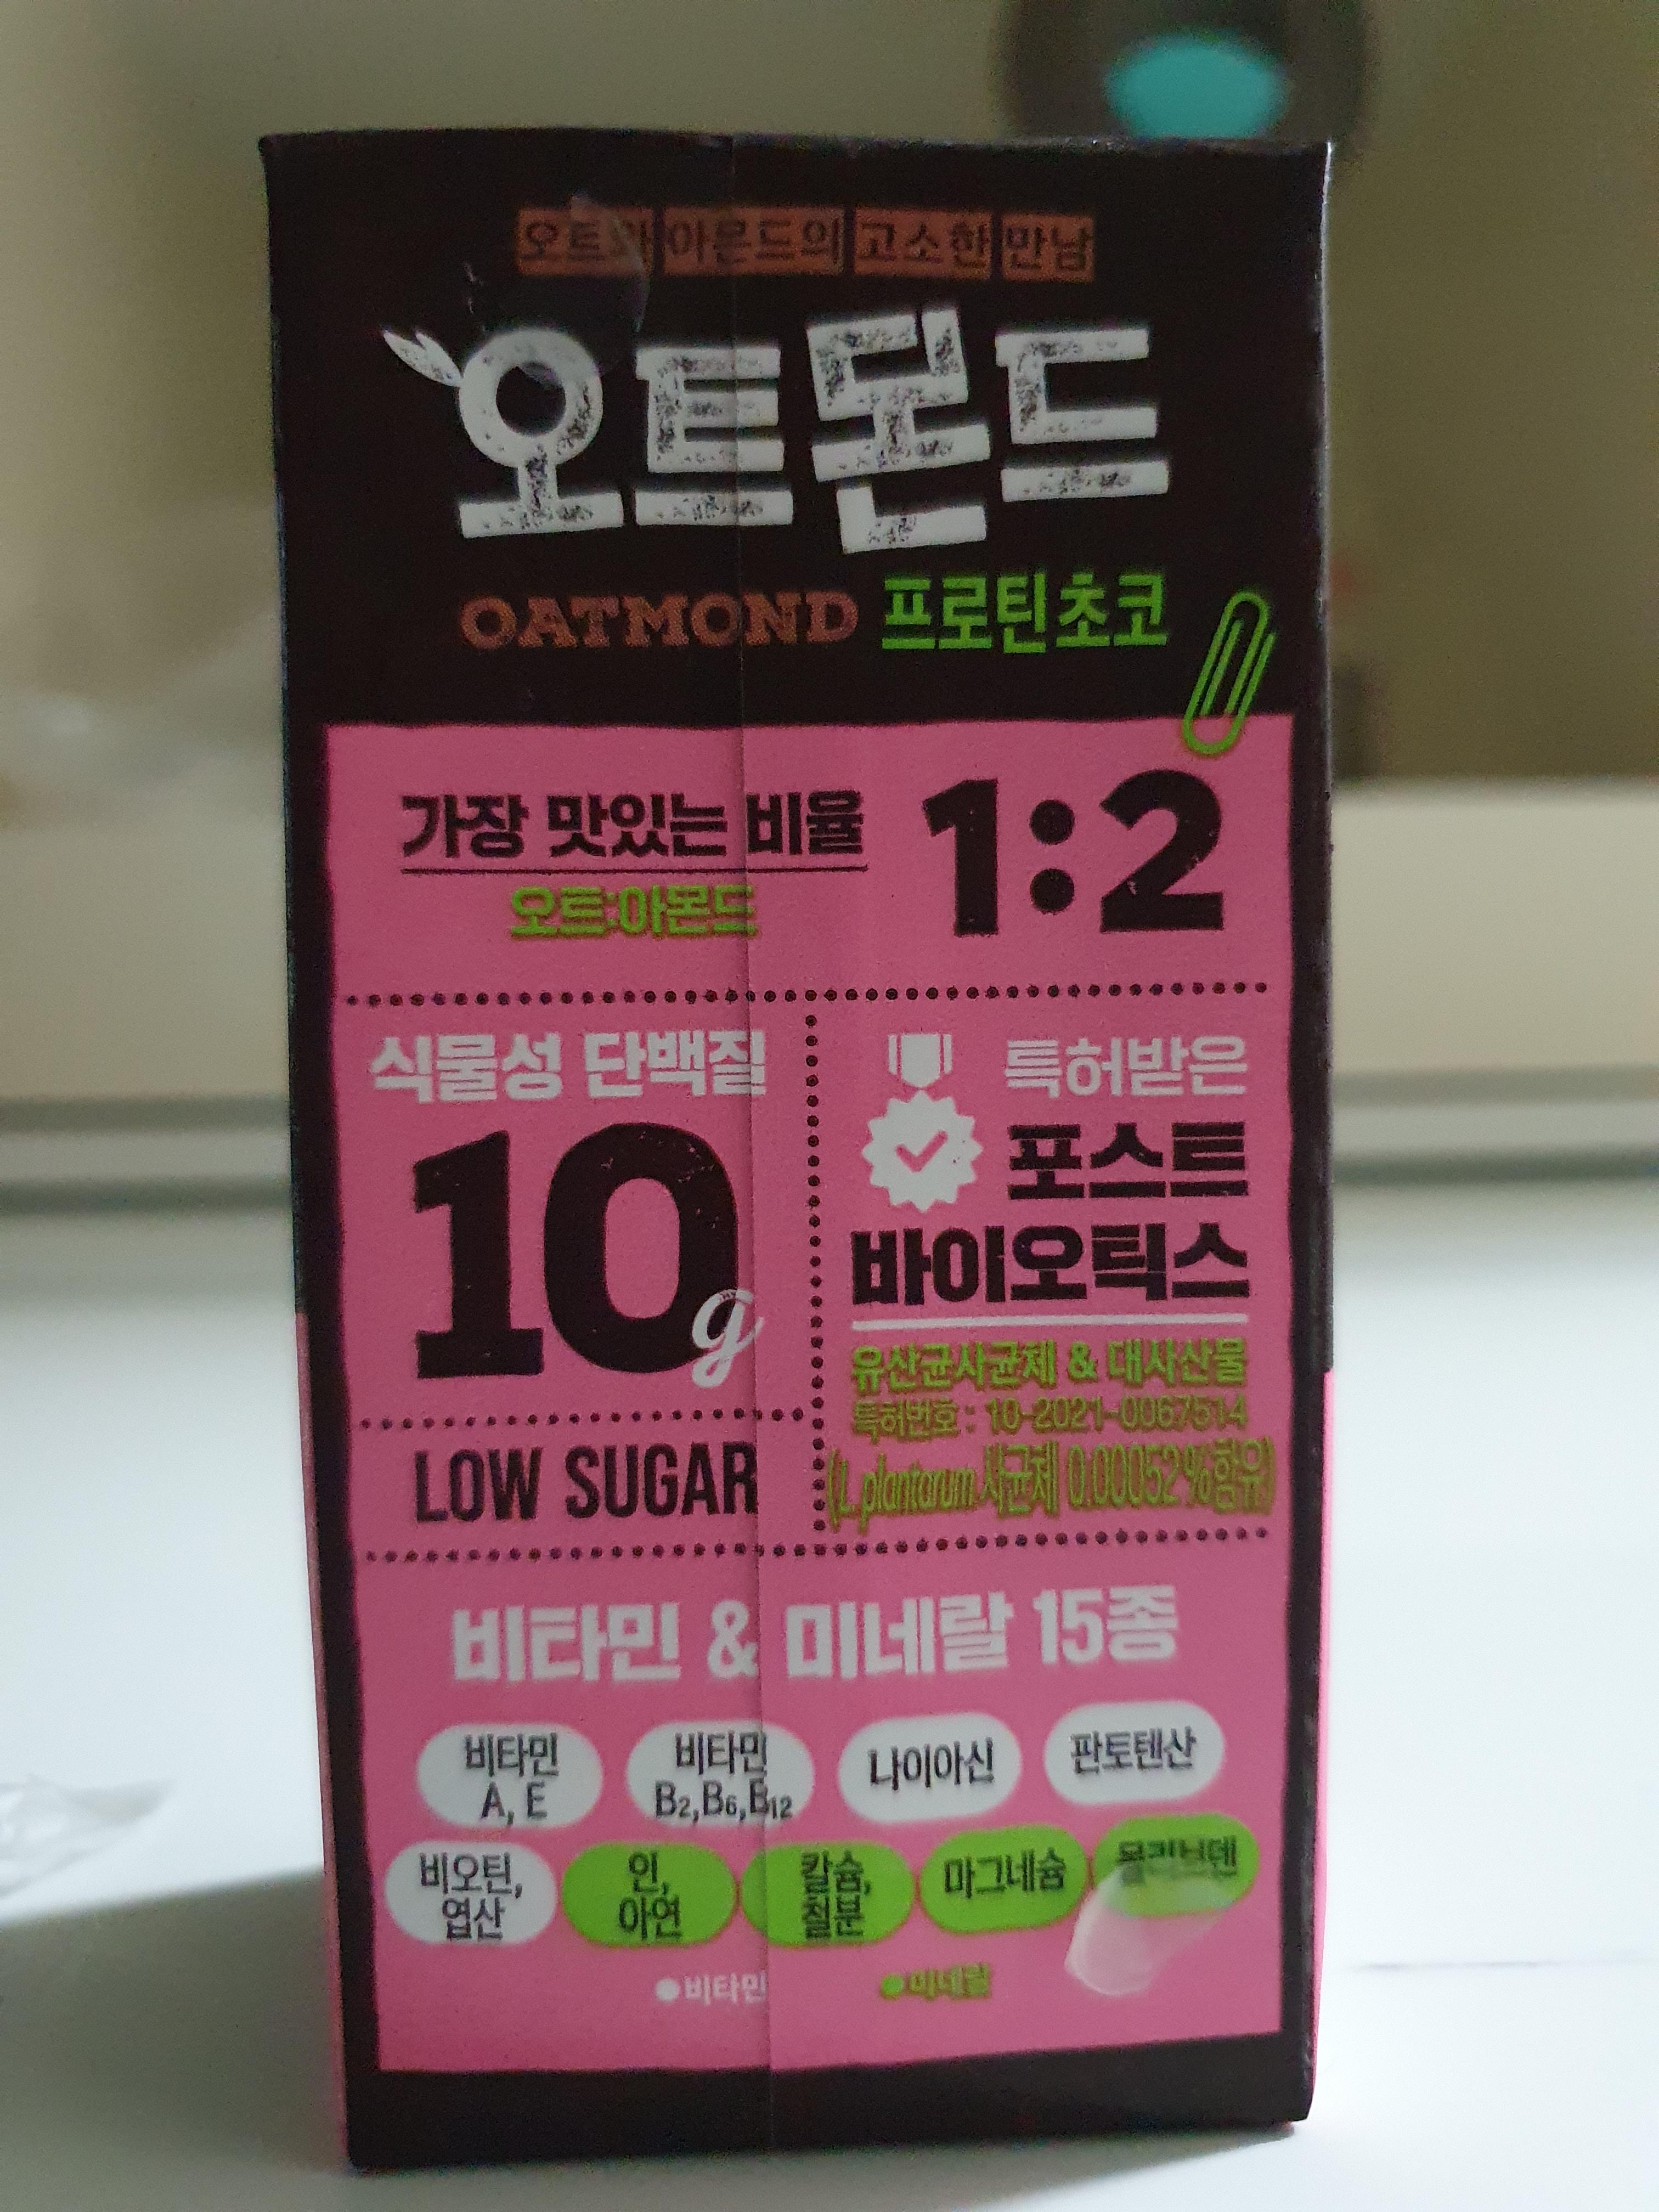 오트와 아몬드의 고소한 만남
오트몬드
OATMOND 프로틴초코
가장 맛있는 비율 1:2
오트:아몬드
식물성 단백질
10g
LOW SUGAR
특허받은
포스트
바이오틱스
유산균사균체 & 대사산물
특허번호 : 10-2021-0067514
(L.plantarum 사균체 0.00052%함유)
비타민 & 미네랄 15종
비타민
A, E
비타민
B2,B6,B12
나이아신
판토텐산
비오틴,
엽산
인,
아연
칼슘,
철분
마그네슘
몰리브덴
비타민
미네랄